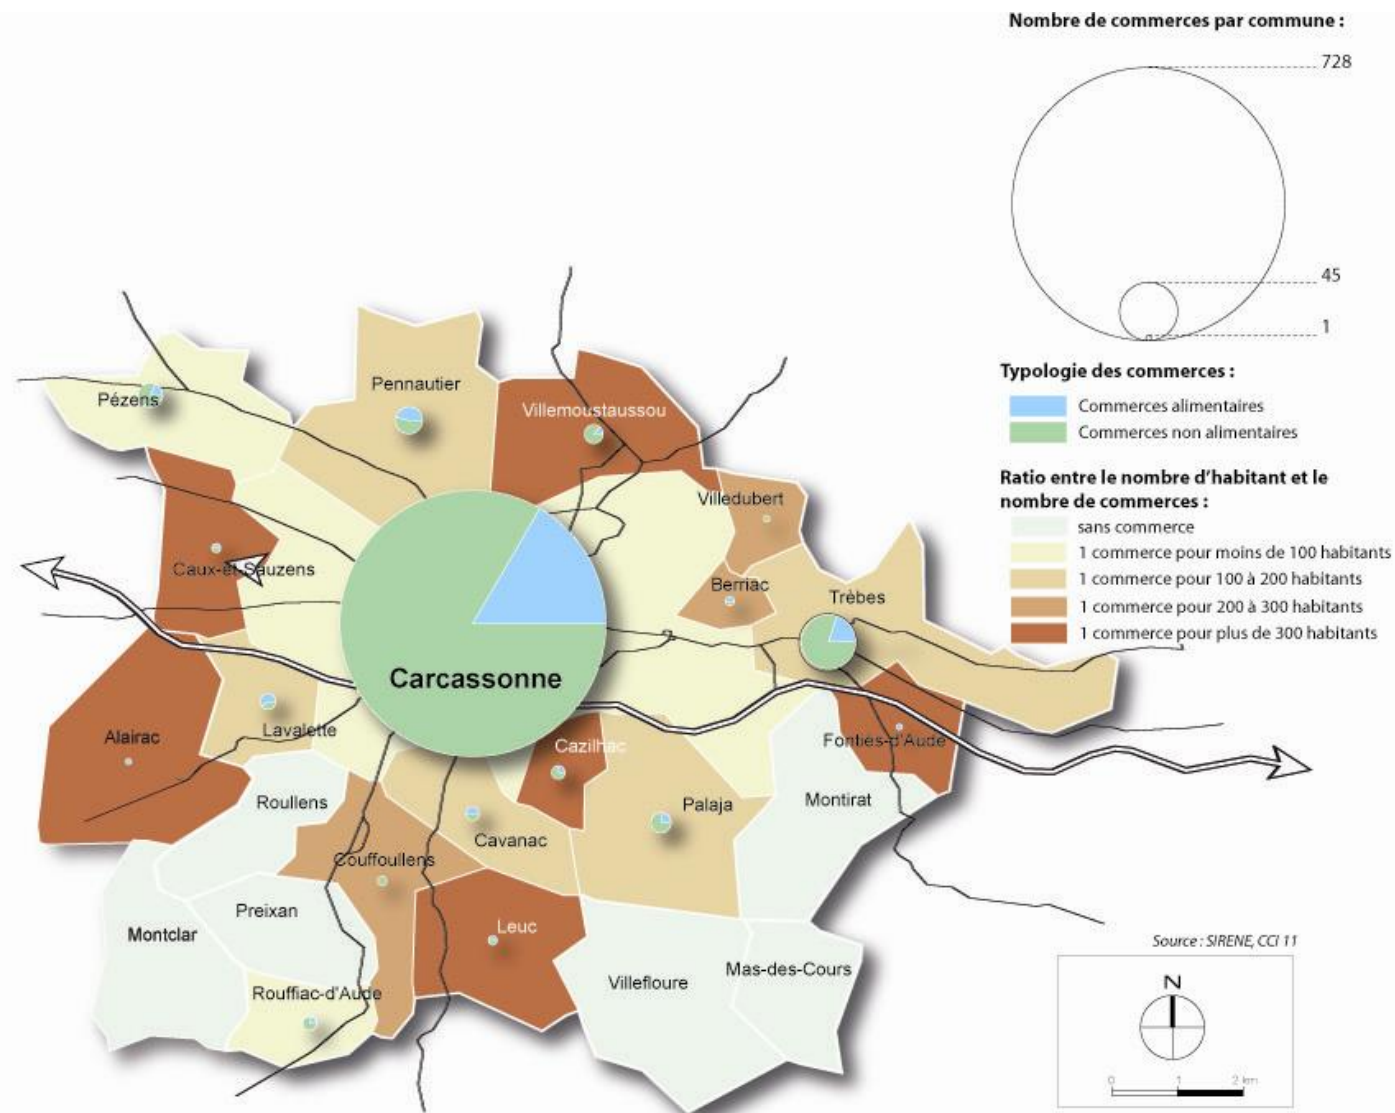 Nombre de commerces par commune :
728
45
1
Typologie des commerces :
Commerces alimentaires
Commerces non alimentaires
Ratio entre le nombre d'habitant et le
nombre de commerces :
sans commerce
1 commerce pour moins de 100 habitants
1 commerce pour 100 à 200 habitants
1 commerce pour 200 à 300 habitants
1 commerce pour plus de 300 habitants
Pennautier
Pézens
Villemoustaussou
Villedubert
Caux-et-Sauzens
Berriac
Trèbes
Carcassonne
Lavalette
Alairac
Cazilhac
Fontiès-d'Aude
Roullens
Palaja
Montirat
Cavanac
Couffoullens
Preixan
Leuc
Montclar
Villefloure
Mas-des-Cours
Rouffiac-d'Aude
Source : SIRENE, CCI 11
N
0 1 2 km